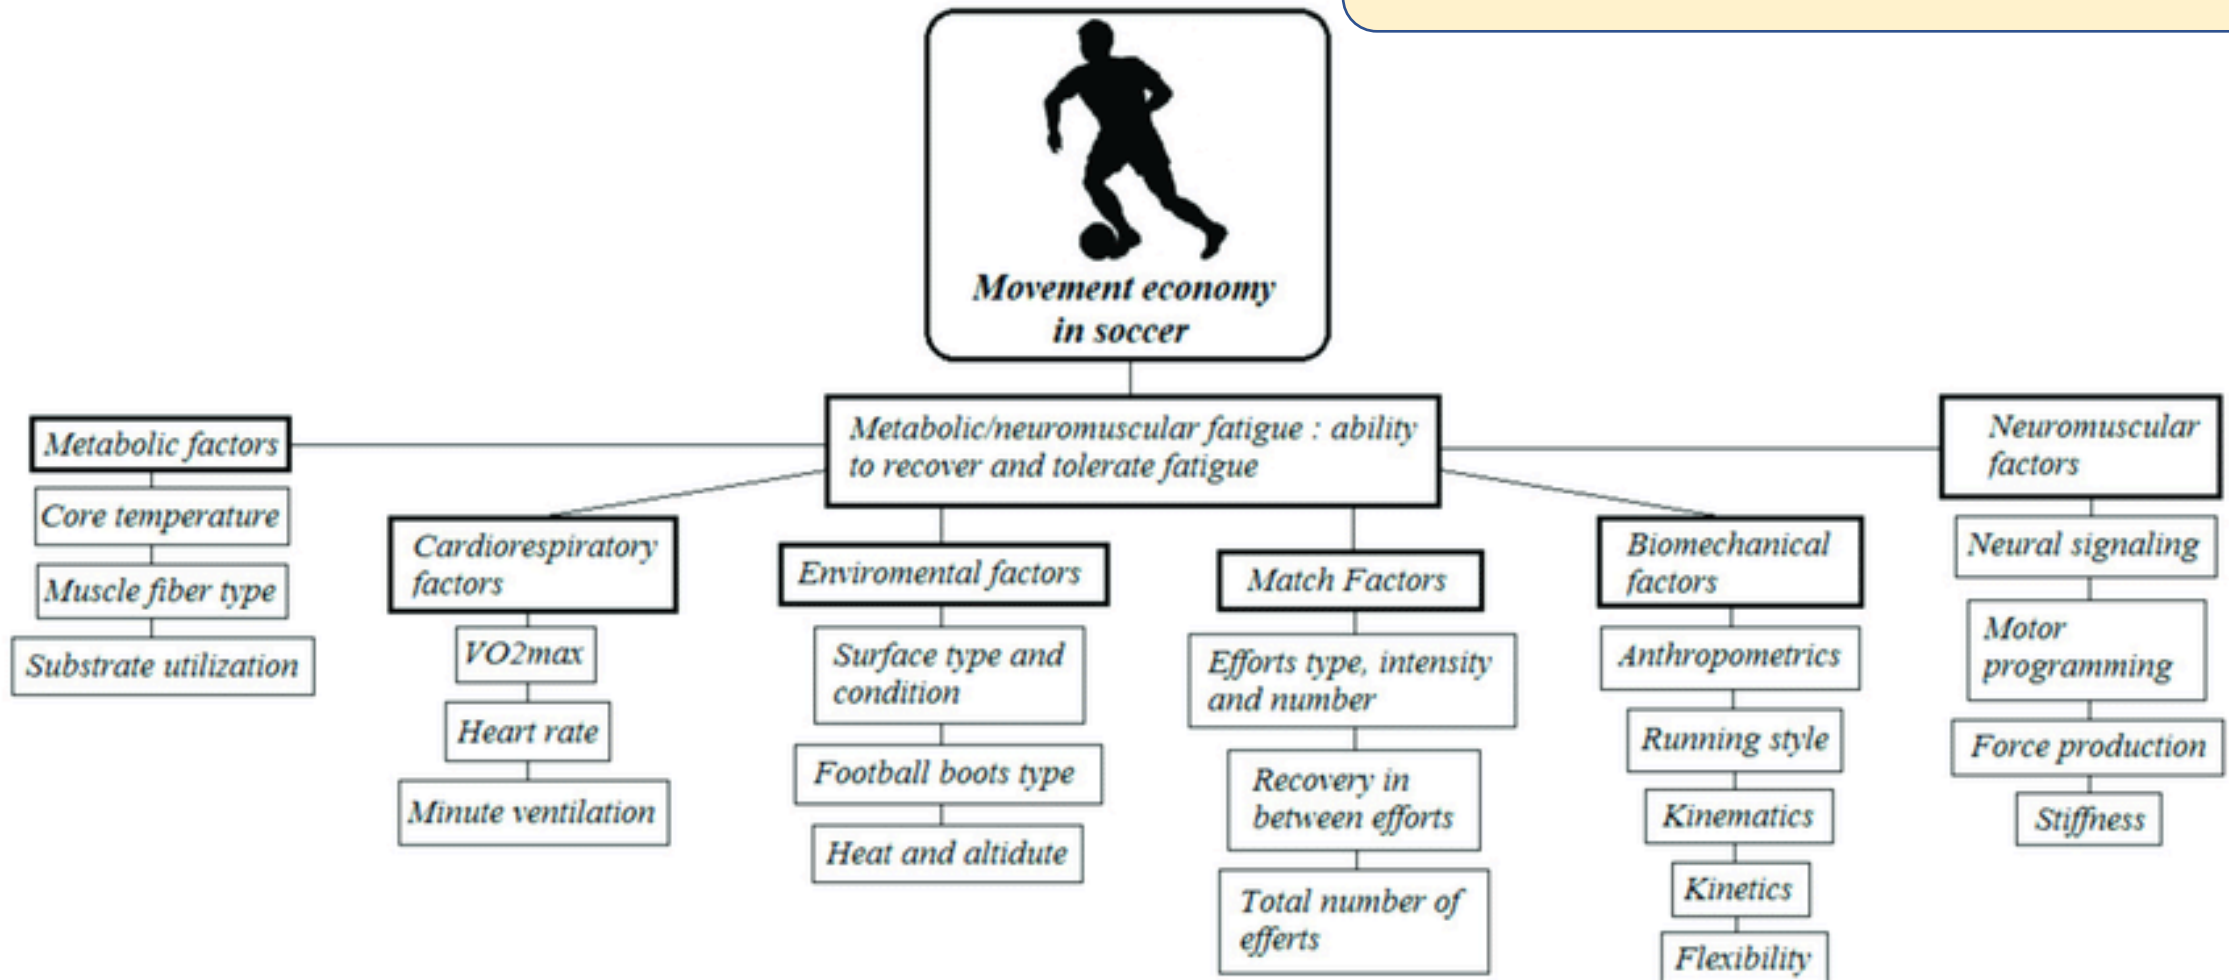 Movement economy
in soccer
Metabolic/neuromuscular fatigue : ability
to recover and tolerate fatigue
Metabolic factors
Core temperature
Muscle fiber type
Substrate utilization
Cardiorespiratory
factors
VO2max
Heart rate
Minute ventilation
Enviromental factors
Surface type and
condition
Football boots type
Heat and altidute
Match Factors
Efforts type, intensity
and number
Recovery in
between efforts
Total number of
efferts
Biomechanical
factors
Anthropometrics
Running style
Kinematics
Kinetics
Flexibility
Neuromuscular
factors
Neural signaling
Motor
programming
Force production
Stiffness